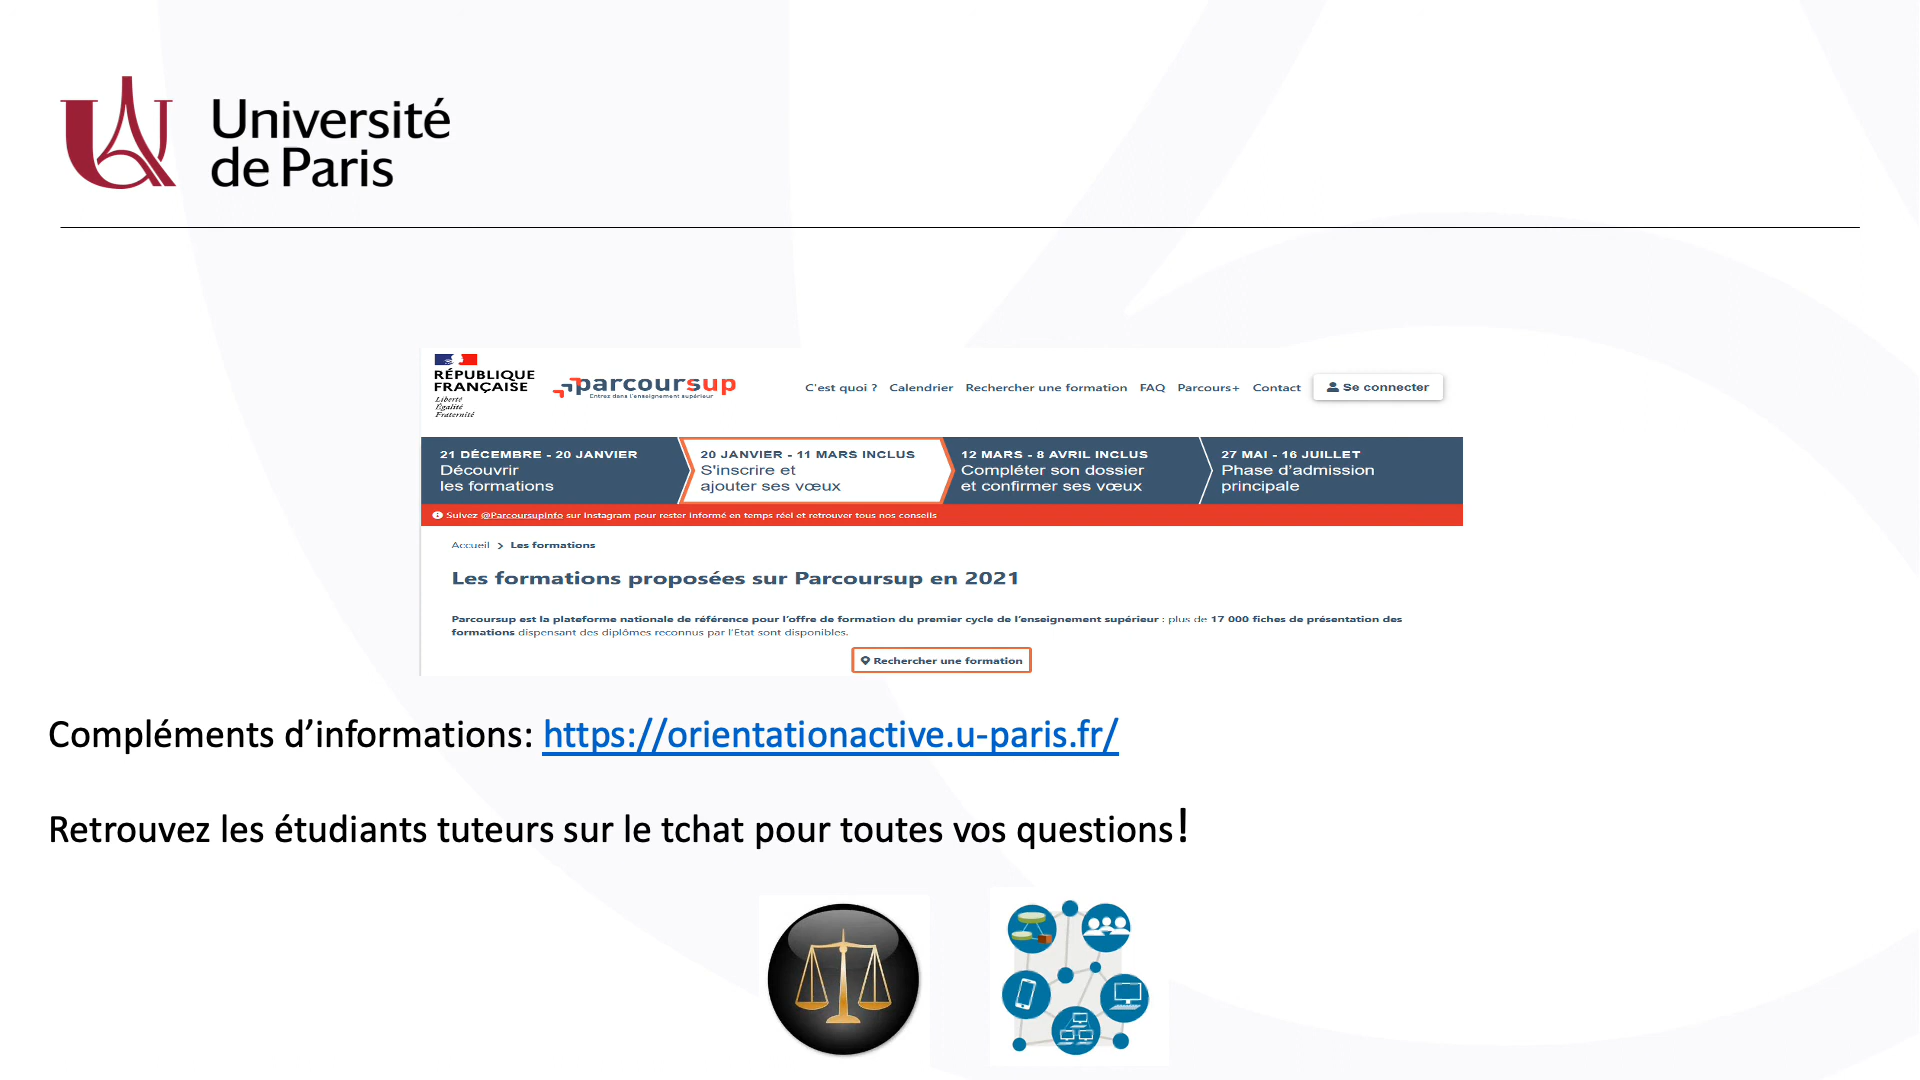 Université
de Paris
RÉPUBLIQUE
FRANÇAISE
Liberté
Égalité
Fraternité
parcoursup
Entrez dans l'enseignement supérieur
C'est quoi ? Calendrier Rechercher une formation FAQ Parcours+ Contact Se connecter
21 DÉCEMBRE - 20 JANVIER
Découvrir
les formations
20 JANVIER - 11 MARS INCLUS
S'inscrire et
ajouter ses vœux
12 MARS - 8 AVRIL INCLUS
Compléter son dossier
et confirmer ses vœux
27 MAI - 16 JUILLET
Phase d'admission
principale
Suivez @Parcoursupinfo sur Instagram pour rester informé en temps réel et retrouver tous nos conseils
Accueil > Les formations
Les formations proposées sur Parcoursup en 2021
Parcoursup est la plateforme nationale de référence pour l'offre de formation du premier cycle de l'enseignement supérieur : plus de 17 000 fiches de présentation des
formations dispensant des diplômes reconnus par l'Etat sont disponibles.
Rechercher une formation
Compléments d'informations: https://orientationactive.u-paris.fr/
Retrouvez les étudiants tuteurs sur le tchat pour toutes vos questions!